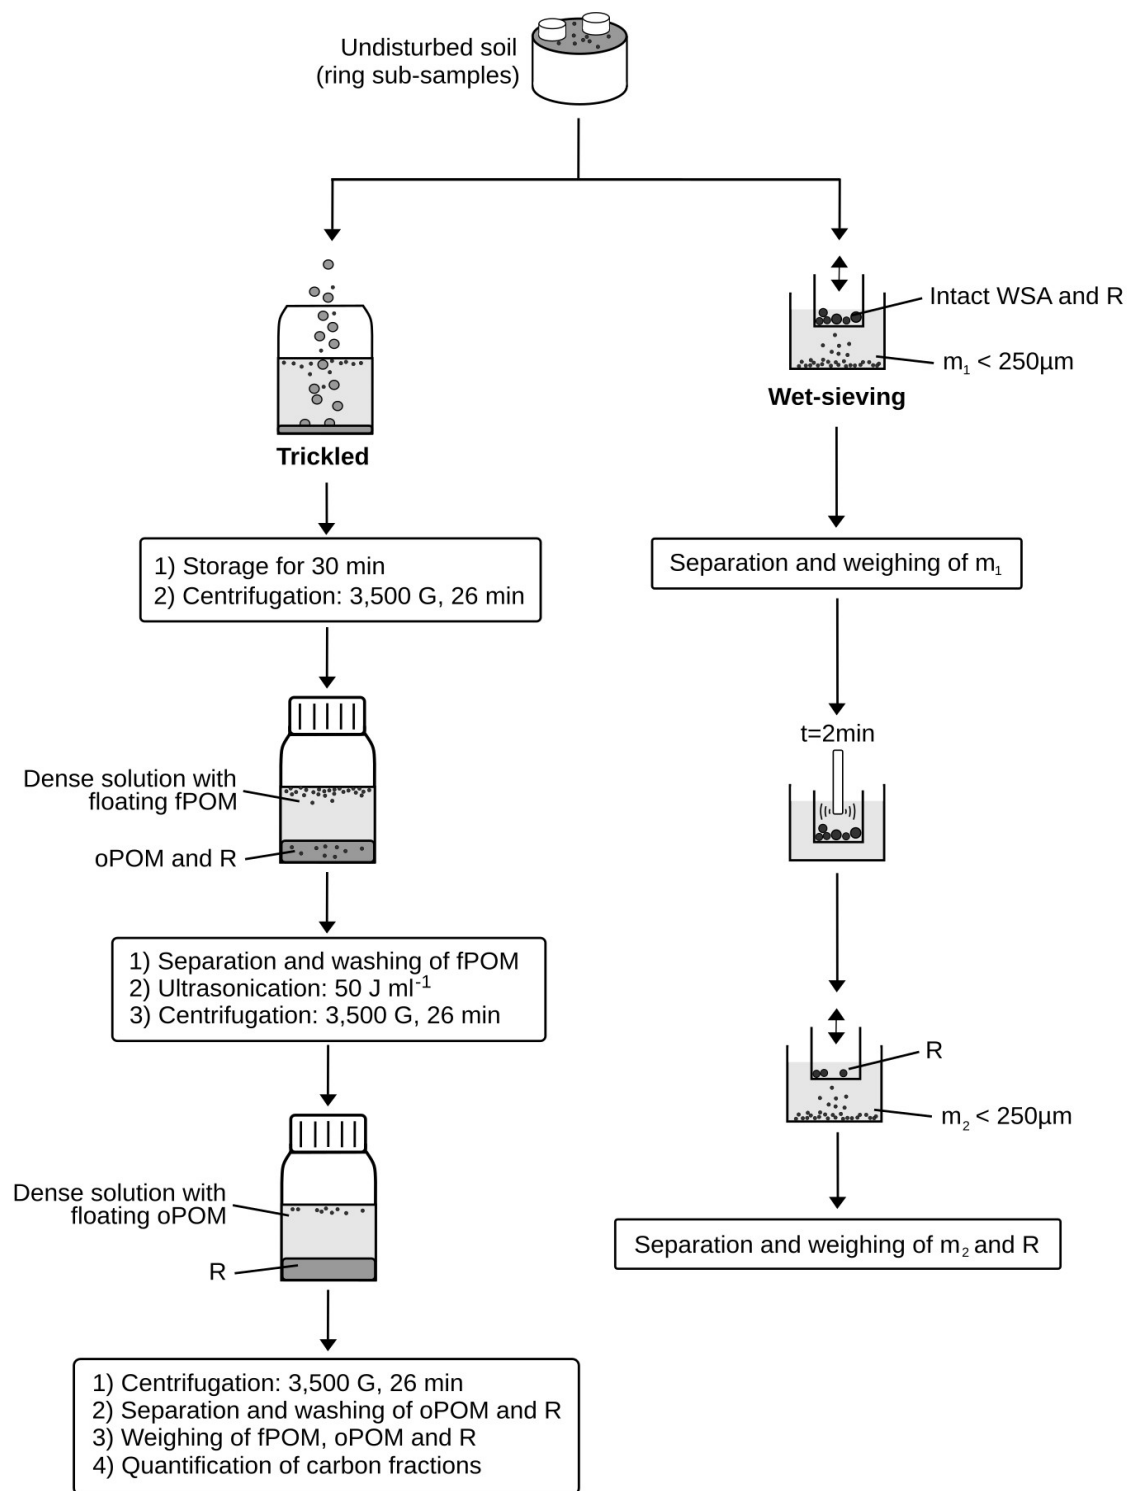 Undisturbed soil
(ring sub-samples)
Intact WSA and R
m₁ < 250µm
Wet-sieving
Trickled
1) Storage for 30 min
2) Centrifugation: 3,500 G, 26 min
Separation and weighing of m₁
t=2min
Dense solution with
floating fPOM
oPOM and R
1) Separation and washing of fPOM
2) Ultrasonication: 50 J ml⁻¹
3) Centrifugation: 3,500 G, 26 min
R
m₂ < 250µm
Dense solution with
floating oPOM
R
Separation and weighing of m₂ and R
1) Centrifugation: 3,500 G, 26 min
2) Separation and washing of oPOM and R
3) Weighing of fPOM, oPOM and R
4) Quantification of carbon fractions